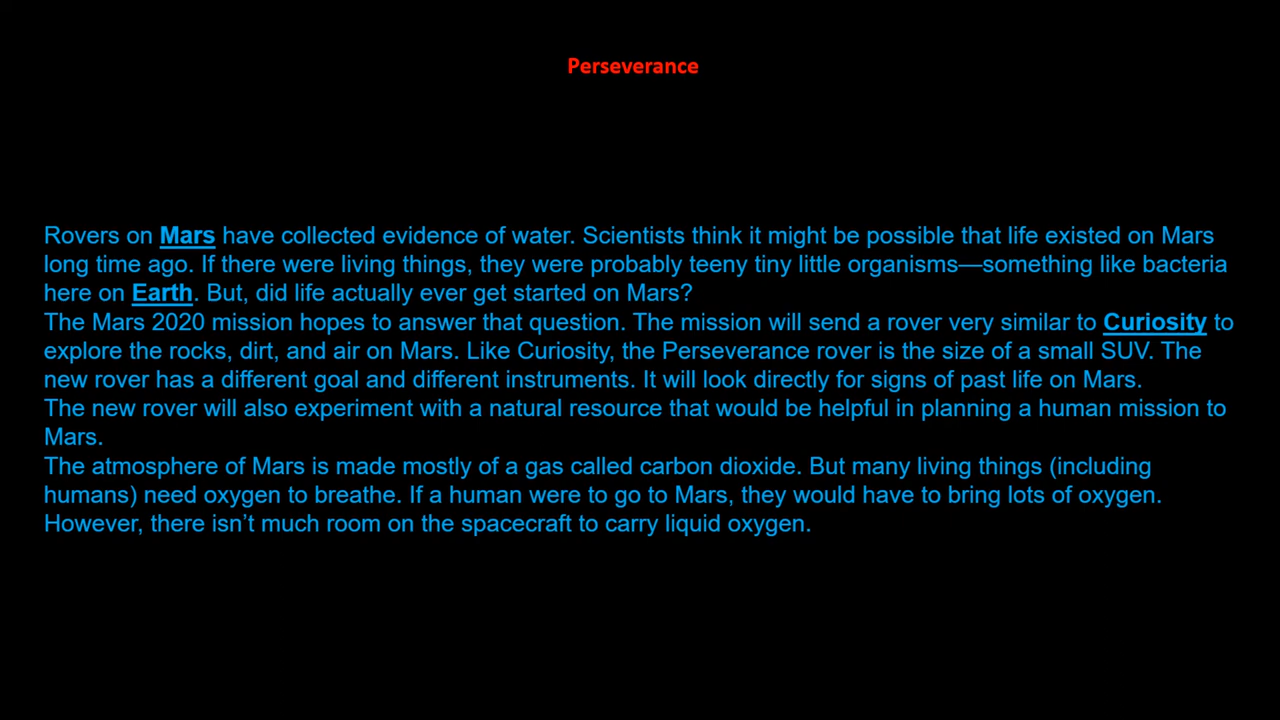 Perseverance
Rovers on Mars have collected evidence of water. Scientists think it might be possible that life existed on Mars
long time ago. If there were living things, they were probably teeny tiny little organisms—something like bacteria
here on Earth. But, did life actually ever get started on Mars?
The Mars 2020 mission hopes to answer that question. The mission will send a rover very similar to Curiosity to
explore the rocks, dirt, and air on Mars. Like Curiosity, the Perseverance rover is the size of a small SUV. The
new rover has a different goal and different instruments. It will look directly for signs of past life on Mars.
The new rover will also experiment with a natural resource that would be helpful in planning a human mission to
Mars.
The atmosphere of Mars is made mostly of a gas called carbon dioxide. But many living things (including
humans) need oxygen to breathe. If a human were to go to Mars, they would have to bring lots of oxygen.
However, there isn’t much room on the spacecraft to carry liquid oxygen.